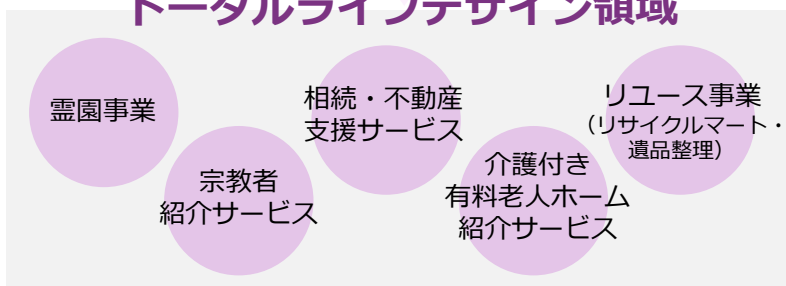 トータルライフデザイン領域
霊園事業
宗教者
紹介サービス
相続・不動産
支援サービス
介護付き
有料老人ホーム
紹介サービス
リユース事業
（リサイクルマート・
遺品整理）